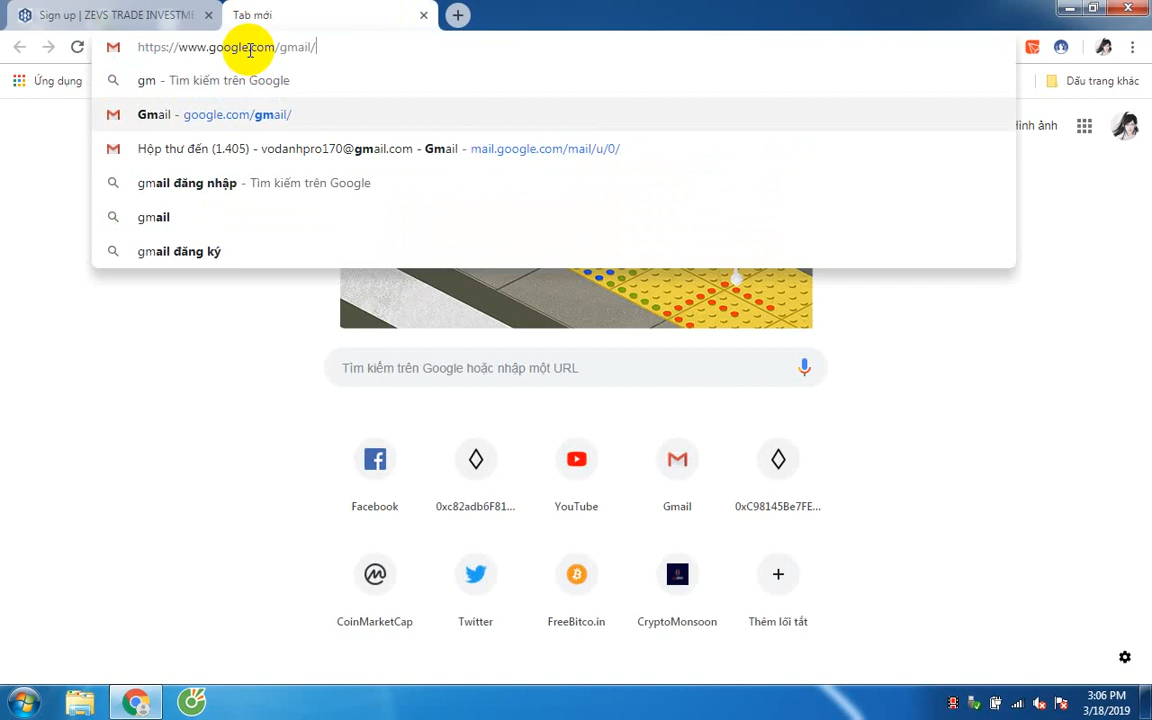 Sign up | ZEVS TRADE INVESTME
Tab mới
https://www.google.com/gmail/
gm - Tìm kiếm trên Google
Ứng dụng
Dấu trang khác
Gmail - google.com/gmail/
Hình ảnh
Hộp thư đến (1.405) - vodanhpro170@gmail.com - Gmail - mail.google.com/mail/u/0/
gmail đăng nhập - Tìm kiếm trên Google
gmail
gmail đăng ký
Tìm kiếm trên Google hoặc nhập một URL
Facebook
0xc82adb6F81...
YouTube
Gmail
0xC98145Be7FE...
CoinMarketCap
Twitter
FreeBitco.in
CryptoMonsoon
Thêm lối tắt
3:06 PM
3/18/2019